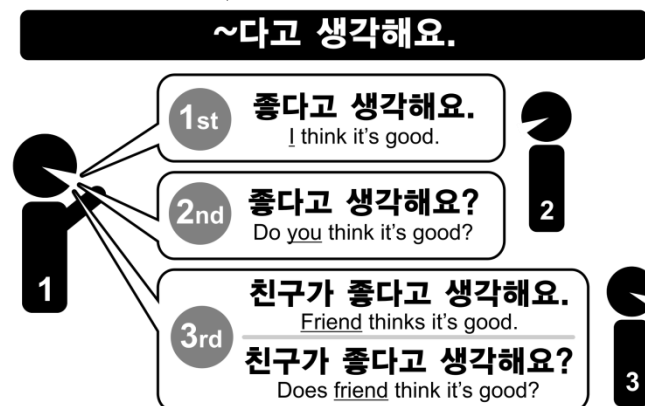 ~다고 생각해요.
1st
좋다고 생각해요.
I think it's good.
2nd
좋다고 생각해요?
Do you think it's good?
3rd
친구가 좋다고 생각해요.
Friend thinks it's good.
친구가 좋다고 생각해요?
Does friend think it's good?
1
2
3